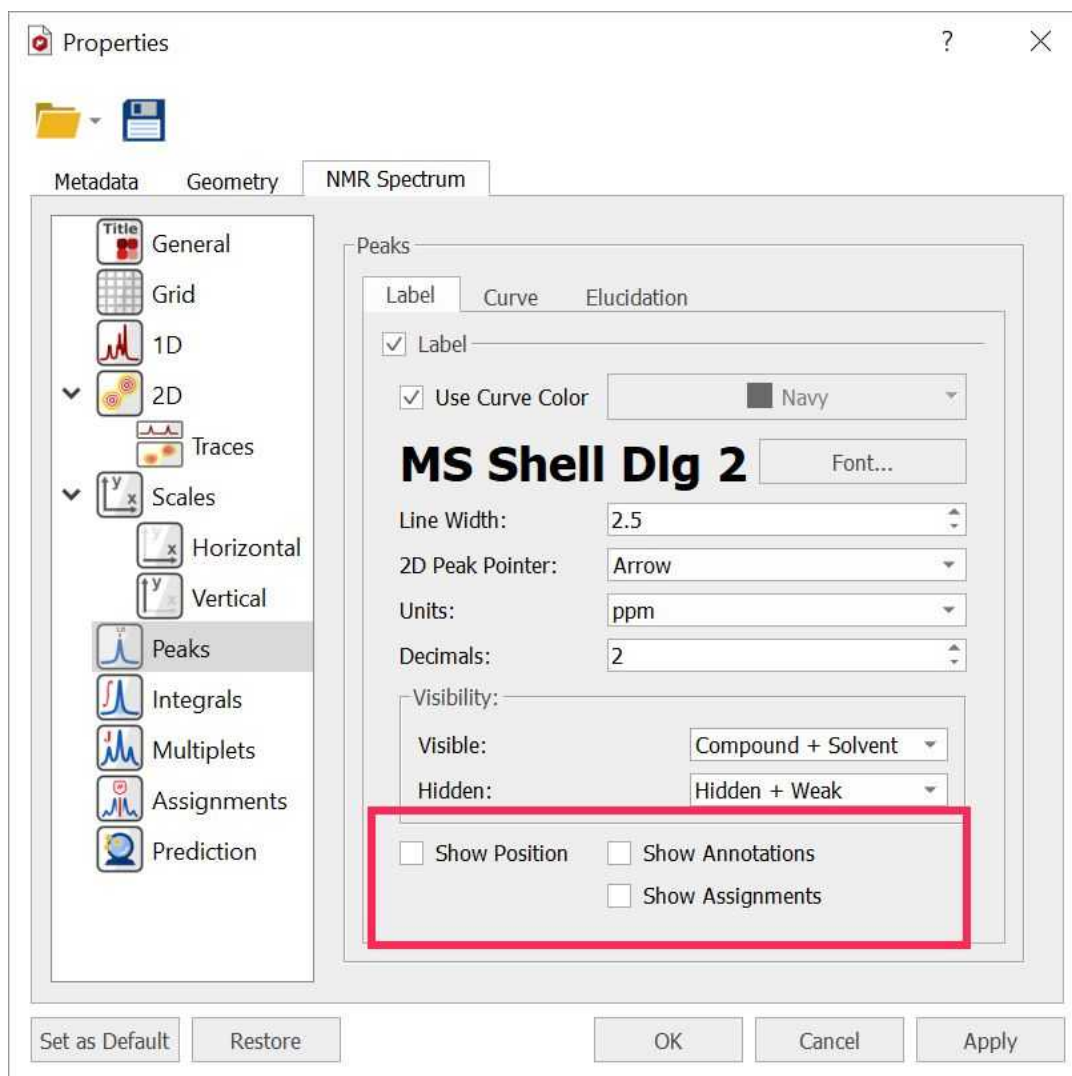 Properties
?
Metadata Geometry NMR Spectrum
Title
General
Grid
1D
2D
Traces
y x
Scales
y x
Horizontal
y x
Vertical
Peaks
Integrals
J
Multiplets
Assignments
Prediction
Peaks
Label Curve Elucidation
Label
Use Curve Color Navy
MS Shell Dlg 2 Font...
Line Width: 2.5
2D Peak Pointer: Arrow
Units: ppm
Decimals: 2
Visibility:
Visible: Compound + Solvent
Hidden: Hidden + Weak
Show Position Show Annotations
Show Assignments
Set as Default Restore OK Cancel Apply